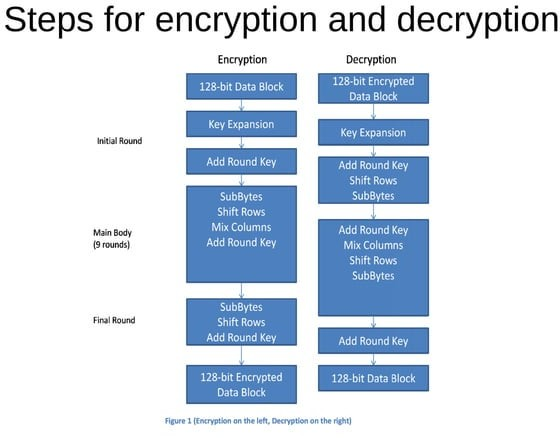 Steps for encryption and decryption
Encryption
Decryption
128-bit Data Block
128-bit Encrypted
Data Block
Initial Round
Key Expansion
Key Expansion
Add Round Key
Add Round Key
Shift Rows
SubBytes
Main Body
(9 rounds)
SubBytes
Shift Rows
Mix Columns
Add Round Key
Add Round Key
Mix Columns
Shift Rows
SubBytes
Final Round
SubBytes
Shift Rows
Add Round Key
Add Round Key
128-bit Encrypted
Data Block
128-bit Data Block
Figure 1 (Encryption on the left, Decryption on the right)